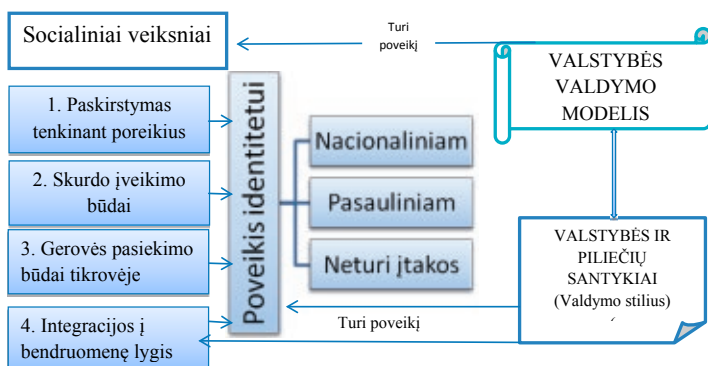 Socialiniai veiksniai
Turi
poveikį
VALSTYBĖS
VALDYMO
MODELIS
1. Paskirstymas
tenkinant poreikius
2. Skurdo įveikimo
būdai
3. Gerovės pasiekimo
būdai tikrovėje
4. Integracijos į
bendruomenę lygis
Poveikis identitetui
Nacionaliniam
Pasauliniam
Neturi įtakos
VALSTYBĖS IR
PILIEČIŲ
SANTYKIAI
(Valdymo stilius)
Turi poveikį